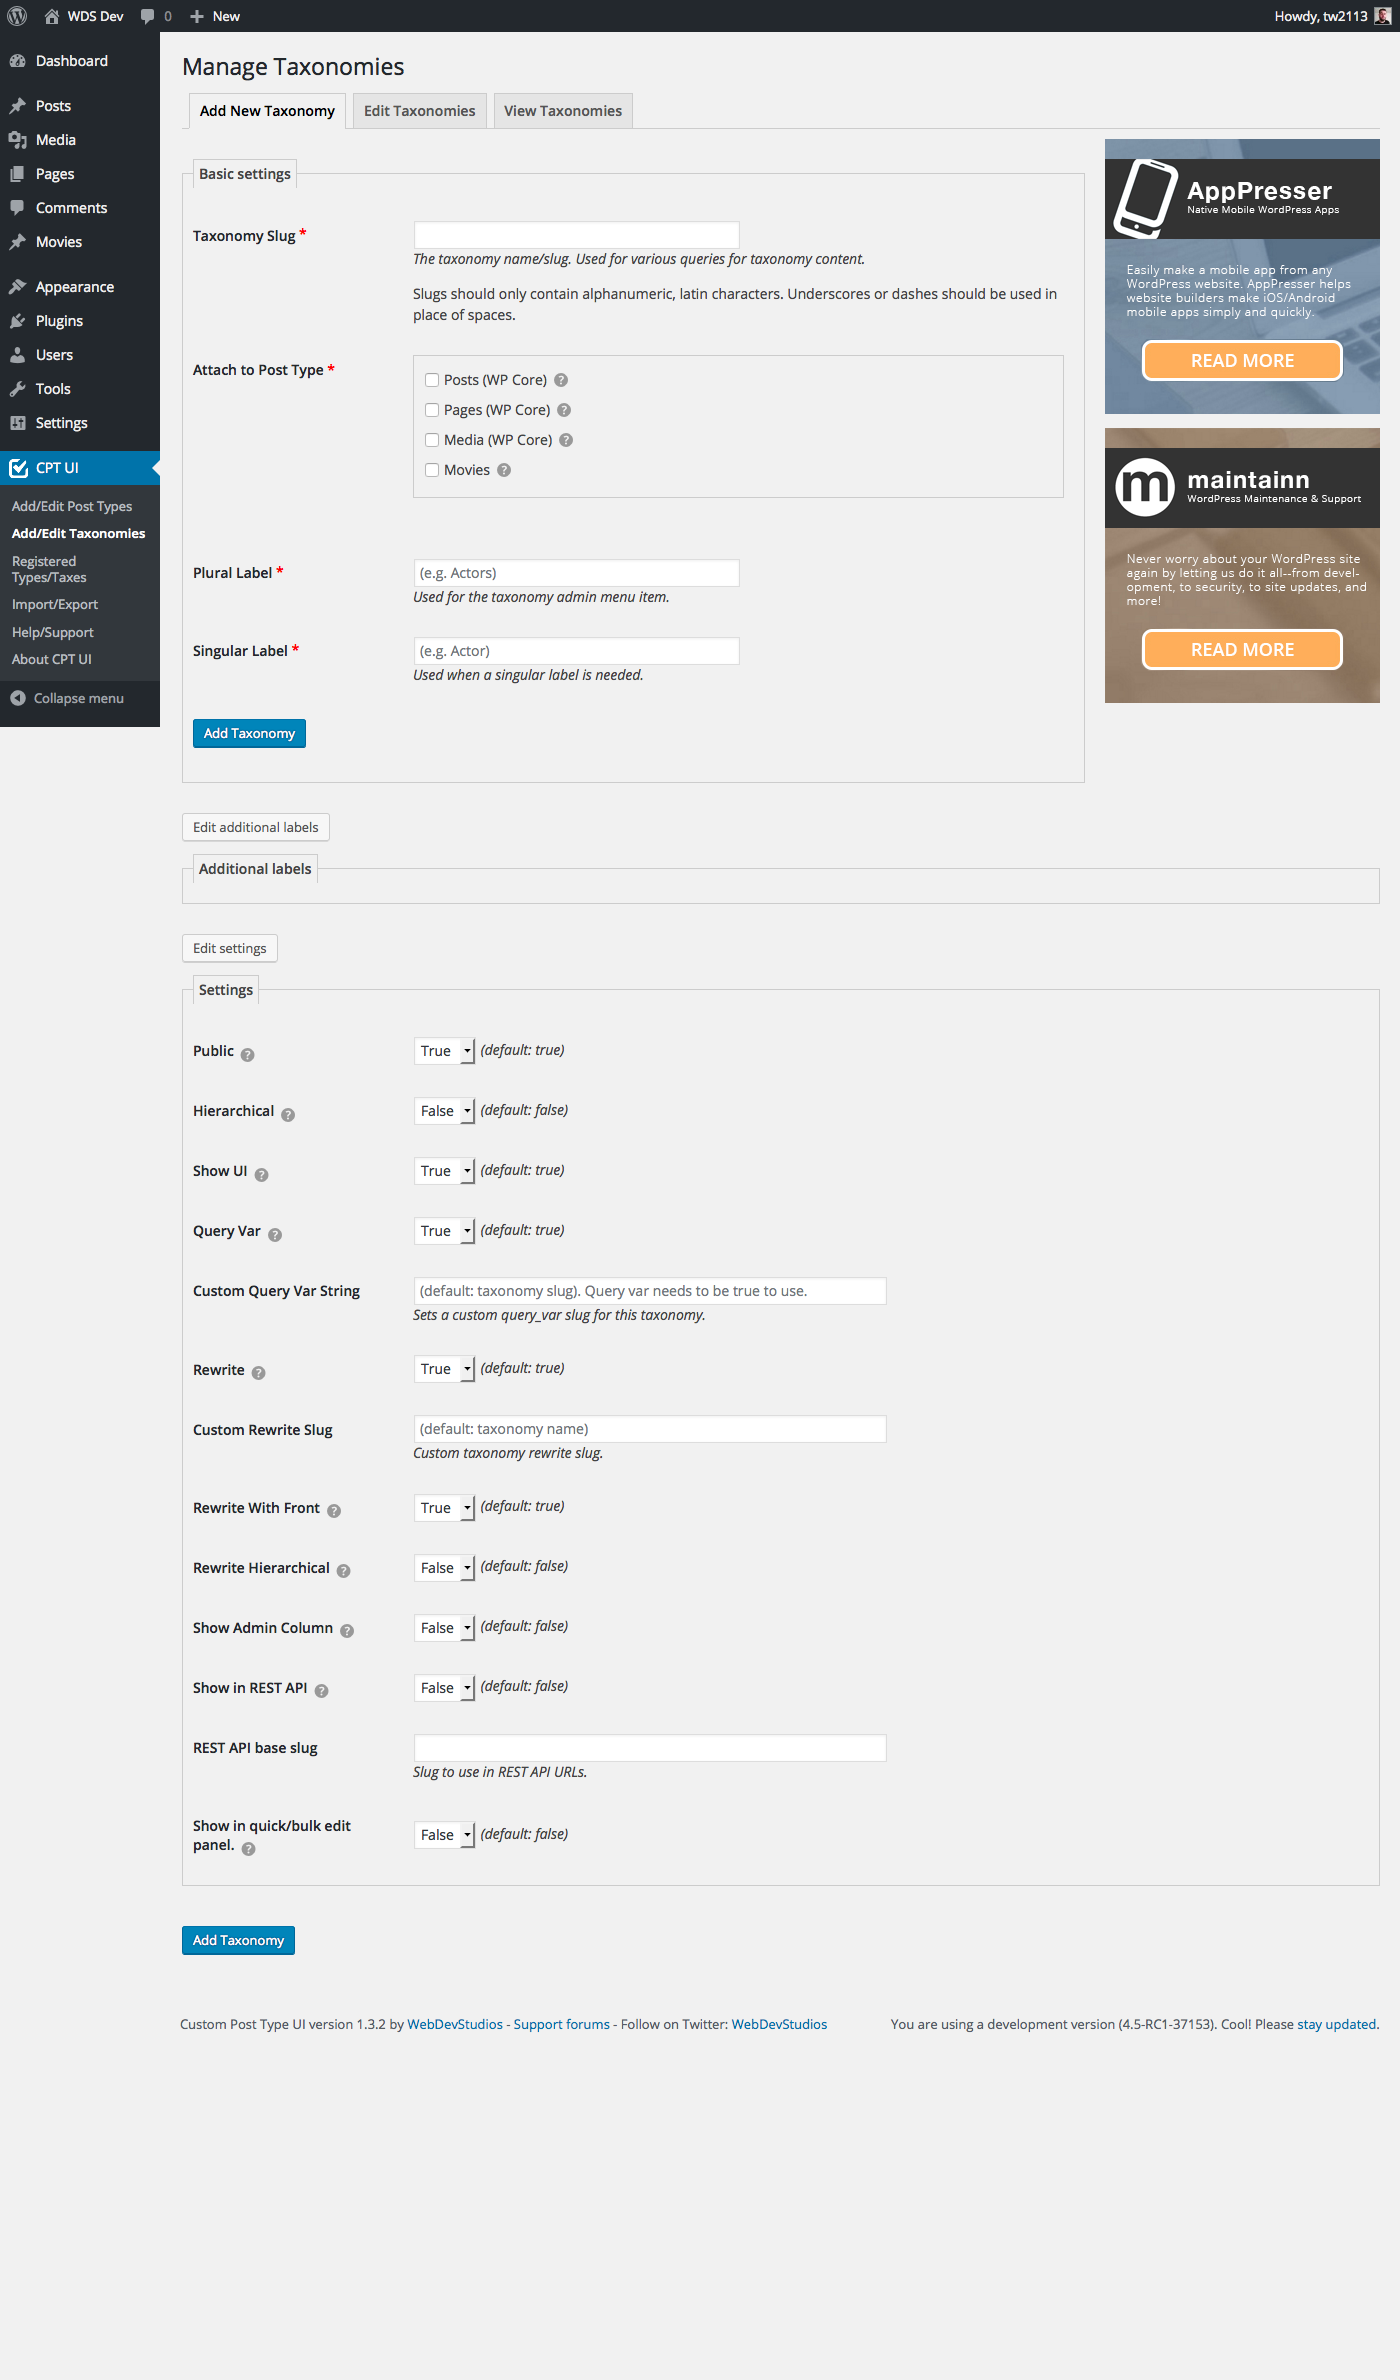 WDS Dev 0 New Howdy, tw2113
Dashboard
Posts
Media
Pages
Comments
Movies
Appearance
Plugins
Users
Tools
Settings
CPT UI
Add/Edit Post Types
Add/Edit Taxonomies
Registered
Types/Taxes
Import/Export
Help/Support
About CPT UI
Collapse menu
Manage Taxonomies
Add New Taxonomy Edit Taxonomies View Taxonomies
Basic settings
Taxonomy Slug *
The taxonomy name/slug. Used for various queries for taxonomy content.
Slugs should only contain alphanumeric, latin characters. Underscores or dashes should be used in
place of spaces.
Attach to Post Type *
Posts (WP Core) ?
Pages (WP Core) ?
Media (WP Core) ?
Movies ?
Plural Label * (e.g. Actors)
Used for the taxonomy admin menu item.
Singular Label * (e.g. Actor)
Used when a singular label is needed.
Add Taxonomy
AppPresser
Native Mobile WordPress Apps
Easily make a mobile app from any
WordPress website. AppPresser helps
website builders make iOS/Android
mobile apps simply and quickly.
READ MORE
m maintainn
WordPress Maintenance & Support
Never worry about your WordPress site
again by letting us do it all--from devel-
opment, to security, to site updates, and
more!
READ MORE
Edit additional labels
Additional labels
Edit settings
Settings
Public ? True (default: true)
Hierarchical ? False (default: false)
Show UI ? True (default: true)
Query Var ? True (default: true)
Custom Query Var String (default: taxonomy slug). Query var needs to be true to use.
Sets a custom query_var slug for this taxonomy.
Rewrite ? True (default: true)
Custom Rewrite Slug (default: taxonomy name)
Custom taxonomy rewrite slug.
Rewrite With Front ? True (default: true)
Rewrite Hierarchical ? False (default: false)
Show Admin Column ? False (default: false)
Show in REST API ? False (default: false)
REST API base slug
Slug to use in REST API URLs.
Show in quick/bulk edit
panel. ? False (default: false)
Add Taxonomy
Custom Post Type UI version 1.3.2 by WebDevStudios - Support forums - Follow on Twitter: WebDevStudios You are using a development version (4.5-RC1-37153). Cool! Please stay updated.